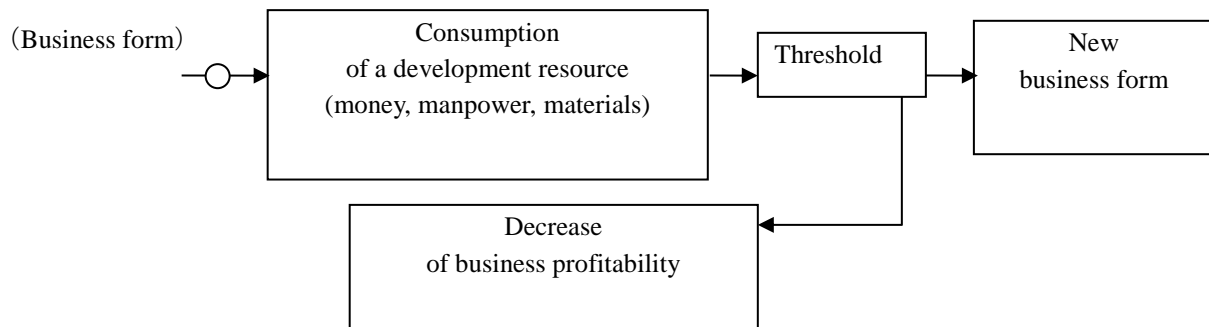 （Business form）
Consumption
of a development resource
(money, manpower, materials)
Threshold
New
business form
Decrease
of business profitability